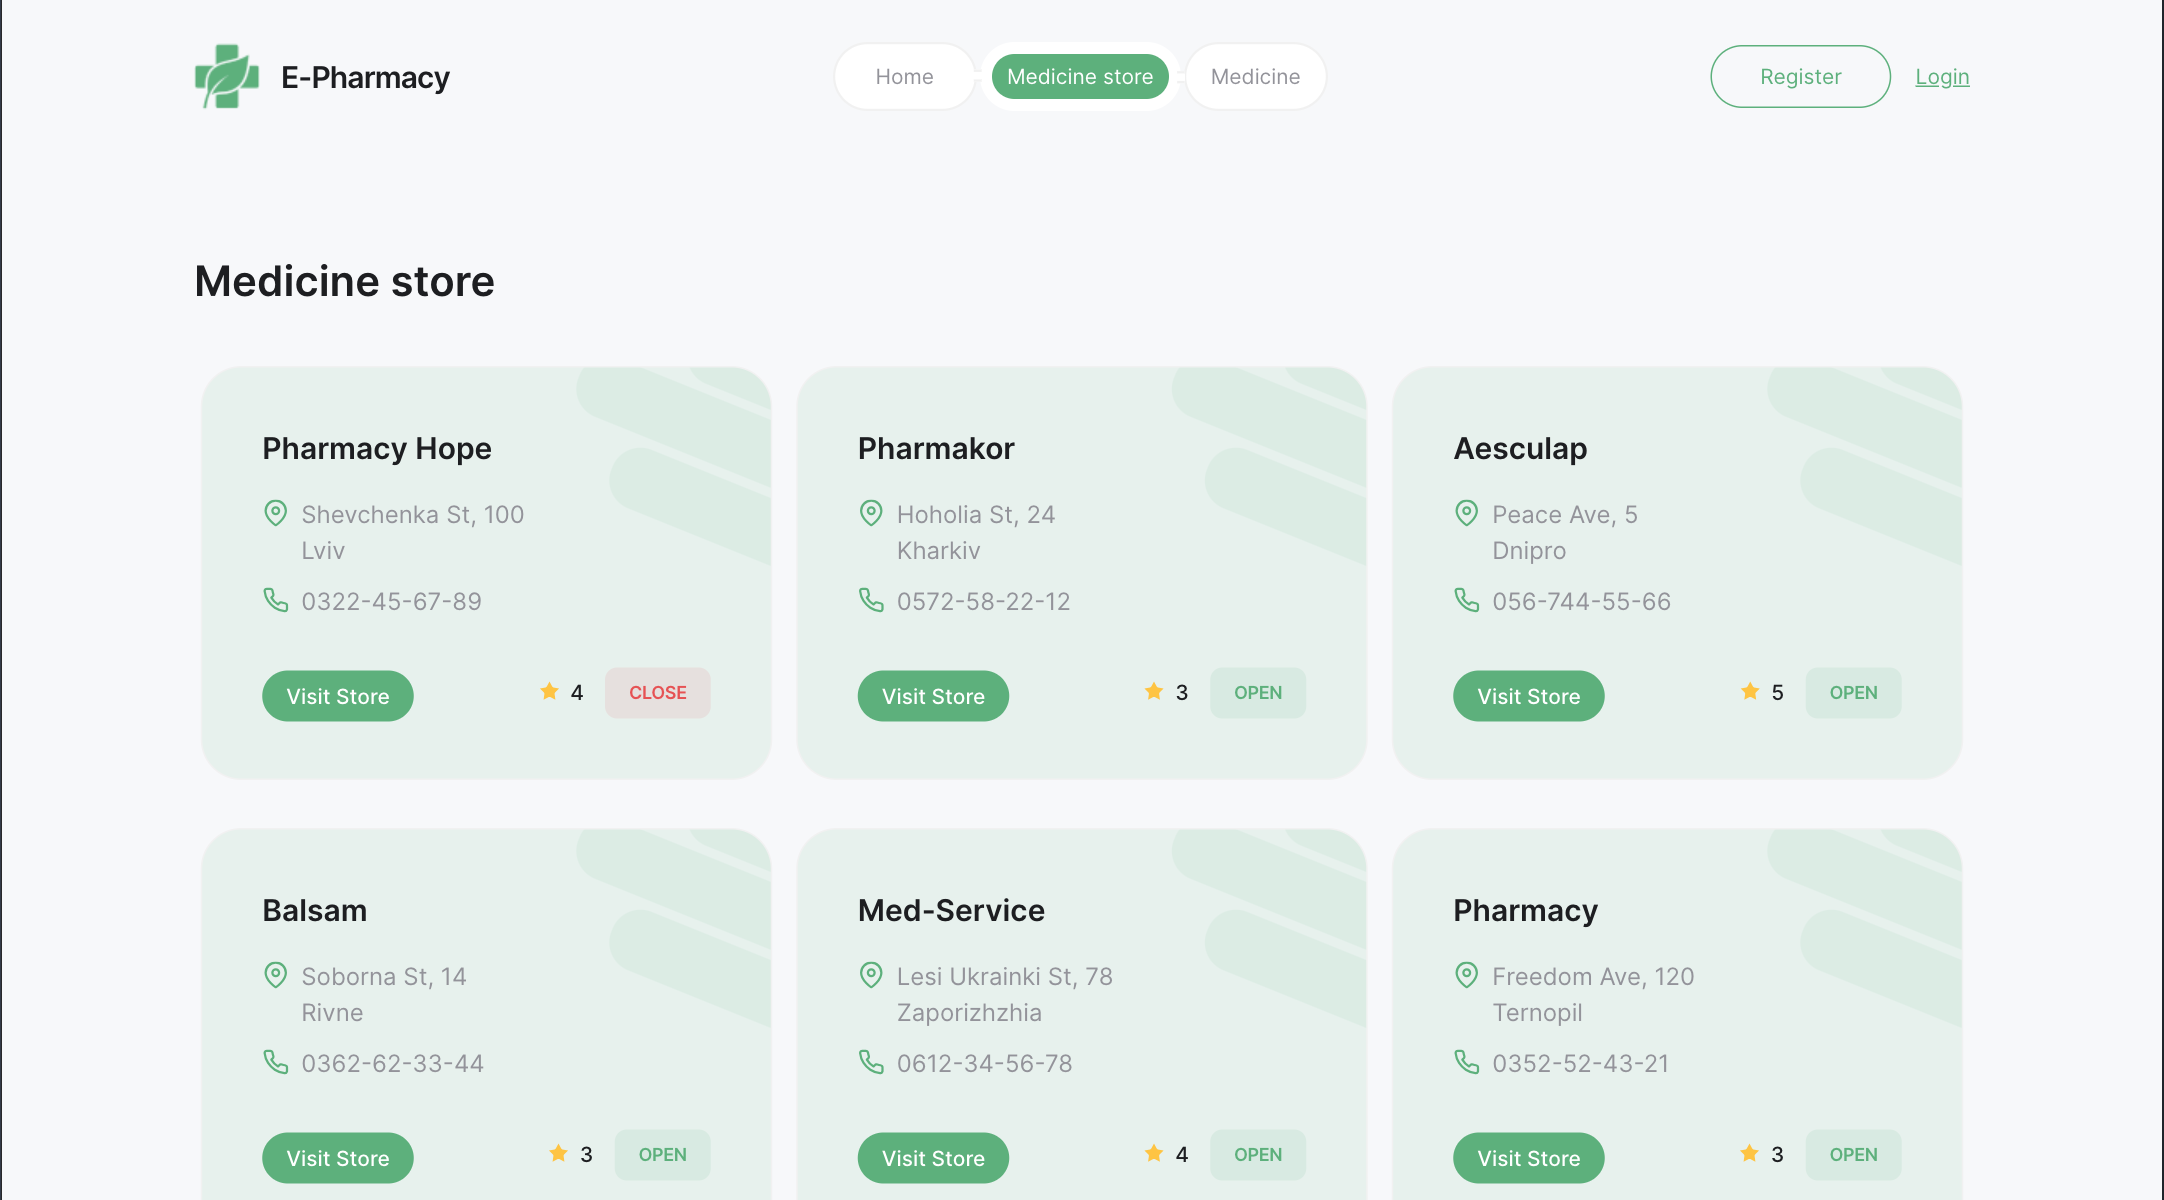 E-Pharmacy
Home
Medicine store
Medicine
Register
Login
Medicine store
Pharmacy Hope
Shevchenka St, 100
Lviv
0322-45-67-89
Visit Store
4
CLOSE
Pharmakor
Hoholia St, 24
Kharkiv
0572-58-22-12
Visit Store
3
OPEN
Aesculap
Peace Ave, 5
Dnipro
056-744-55-66
Visit Store
5
OPEN
Balsam
Soborna St, 14
Rivne
0362-62-33-44
Visit Store
3
OPEN
Med-Service
Lesi Ukrainki St, 78
Zaporizhzhia
0612-34-56-78
Visit Store
4
OPEN
Pharmacy
Freedom Ave, 120
Ternopil
0352-52-43-21
Visit Store
3
OPEN